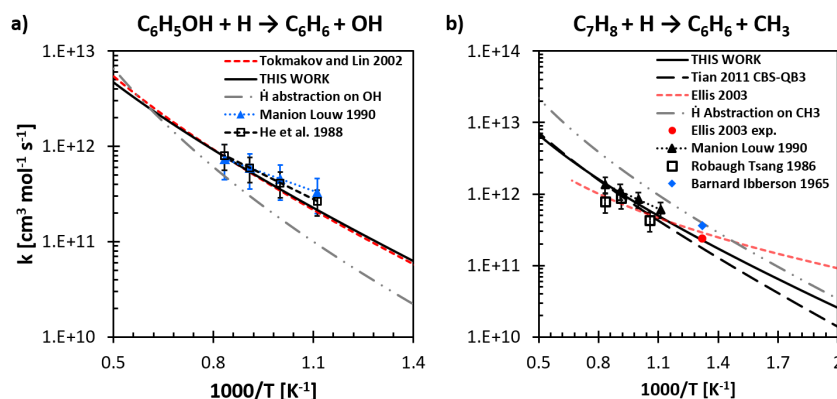 a)
C₆H₅OH + H → C₆H₆ + OH
1.E+13
1.E+12
1.E+11
1.E+10
k [cm³ mol⁻¹ s⁻¹]
Tokmakov and Lin 2002
THIS WORK
Ḣ abstraction on OH
Manion Louw 1990
He et al. 1988
0.5
0.8
1.1
1.4
1000/T [K⁻¹]
b)
C₇H₈ + H → C₆H₆ + CH₃
1.E+14
1.E+13
1.E+12
1.E+11
1.E+10
THIS WORK
Tian 2011 CBS-QB3
Ellis 2003
Ḣ Abstraction on CH3
Ellis 2003 exp.
Manion Louw 1990
Robaugh Tsang 1986
Barnard Ibberson 1965
0.5
0.8
1.1
1.4
1.7
2
1000/T [K⁻¹]